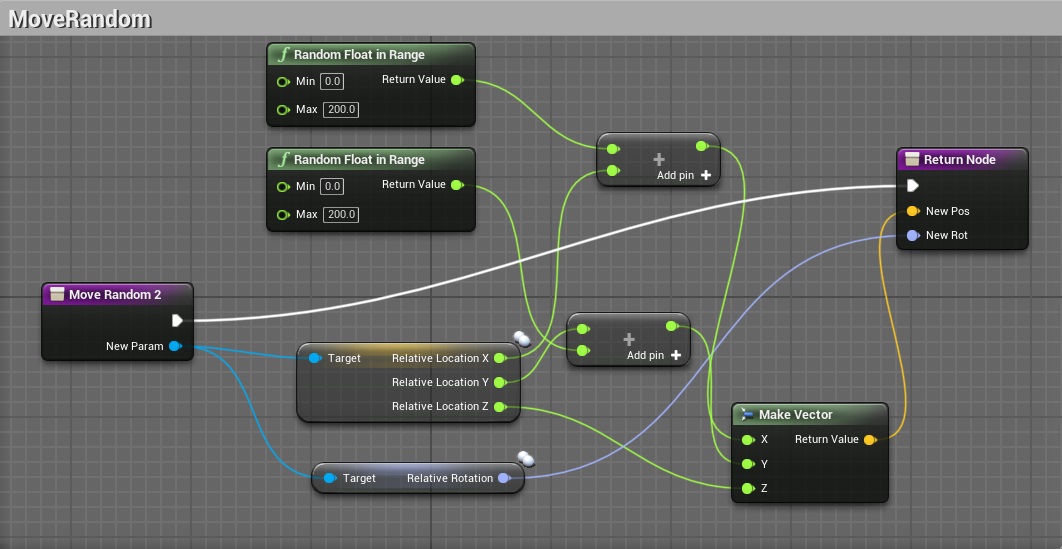 MoveRandom
f Random Float in Range
Min 0.0 Return Value
Max 200.0
f Random Float in Range
Min 0.0 Return Value
Max 200.0
+
Add pin +
Return Node
New Pos
New Rot
Move Random 2
New Param
Target Relative Location X
Relative Location Y
Relative Location Z
+
Add pin +
Target Relative Rotation
Make Vector
X Return Value
Y
Z